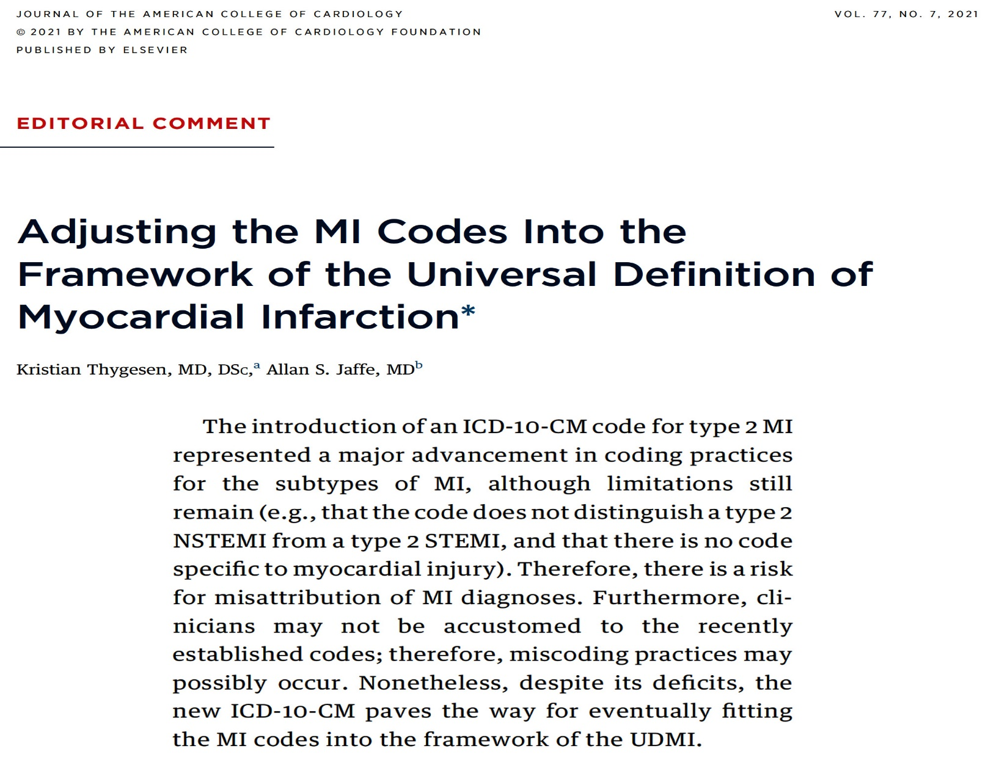 JOURNAL OF THE AMERICAN COLLEGE OF CARDIOLOGY
VOL. 77, NO. 7, 2021
© 2021 BY THE AMERICAN COLLEGE OF CARDIOLOGY FOUNDATION
PUBLISHED BY ELSEVIER
EDITORIAL COMMENT
Adjusting the MI Codes Into the
Framework of the Universal Definition of
Myocardial Infarction*
Kristian Thygesen, MD, DSc,a Allan S. Jaffe, MDb
The introduction of an ICD-10-CM code for type 2 MI
represented a major advancement in coding practices
for the subtypes of MI, although limitations still
remain (e.g., that the code does not distinguish a type 2
NSTEMI from a type 2 STEMI, and that there is no code
specific to myocardial injury). Therefore, there is a risk
for misattribution of MI diagnoses. Furthermore, cli-
nicians may not be accustomed to the recently
established codes; therefore, miscoding practices may
possibly occur. Nonetheless, despite its deficits, the
new ICD-10-CM paves the way for eventually fitting
the MI codes into the framework of the UDMI.